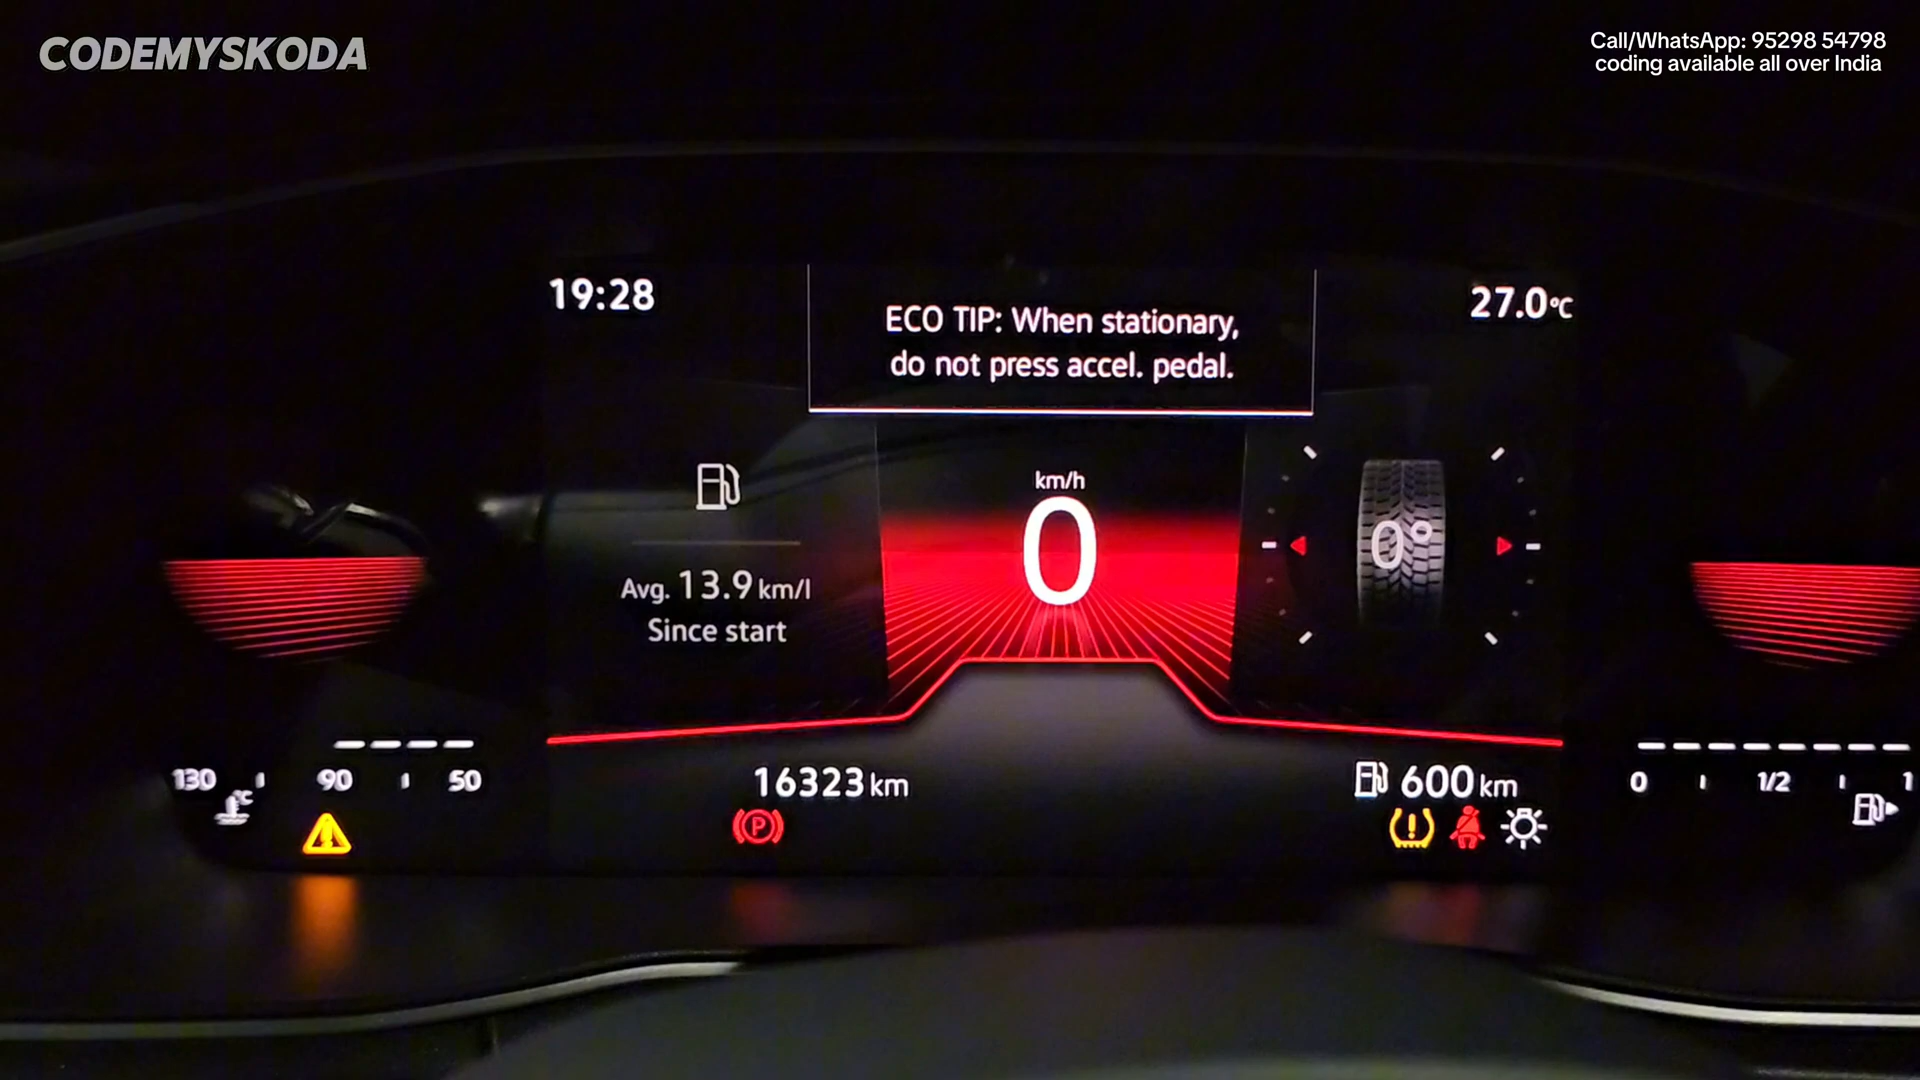 CODEMYSKODA
Call/WhatsApp: 95298 54798
coding available all over India
19:28
ECO TIP: When stationary,
do not press accel. pedal.
27.0°C
km/h
0
Avg. 13.9 km/l
Since start
0°
130 90 50
°C
16323 km
600 km
0 1/2 1
P